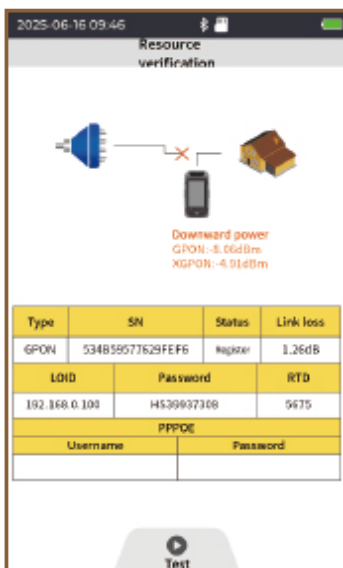 2025-06-16 09:46
Resource
verification
Downward power
GPON:-8.06dBm
XGPON:-4.91dBm
Type SN Status Link loss
GPON 534B59577629FEF6 Register 1.26dB
LOID Password RTD
192.168.0.100 H539937308 5675
PPPOE
Username Password
Test